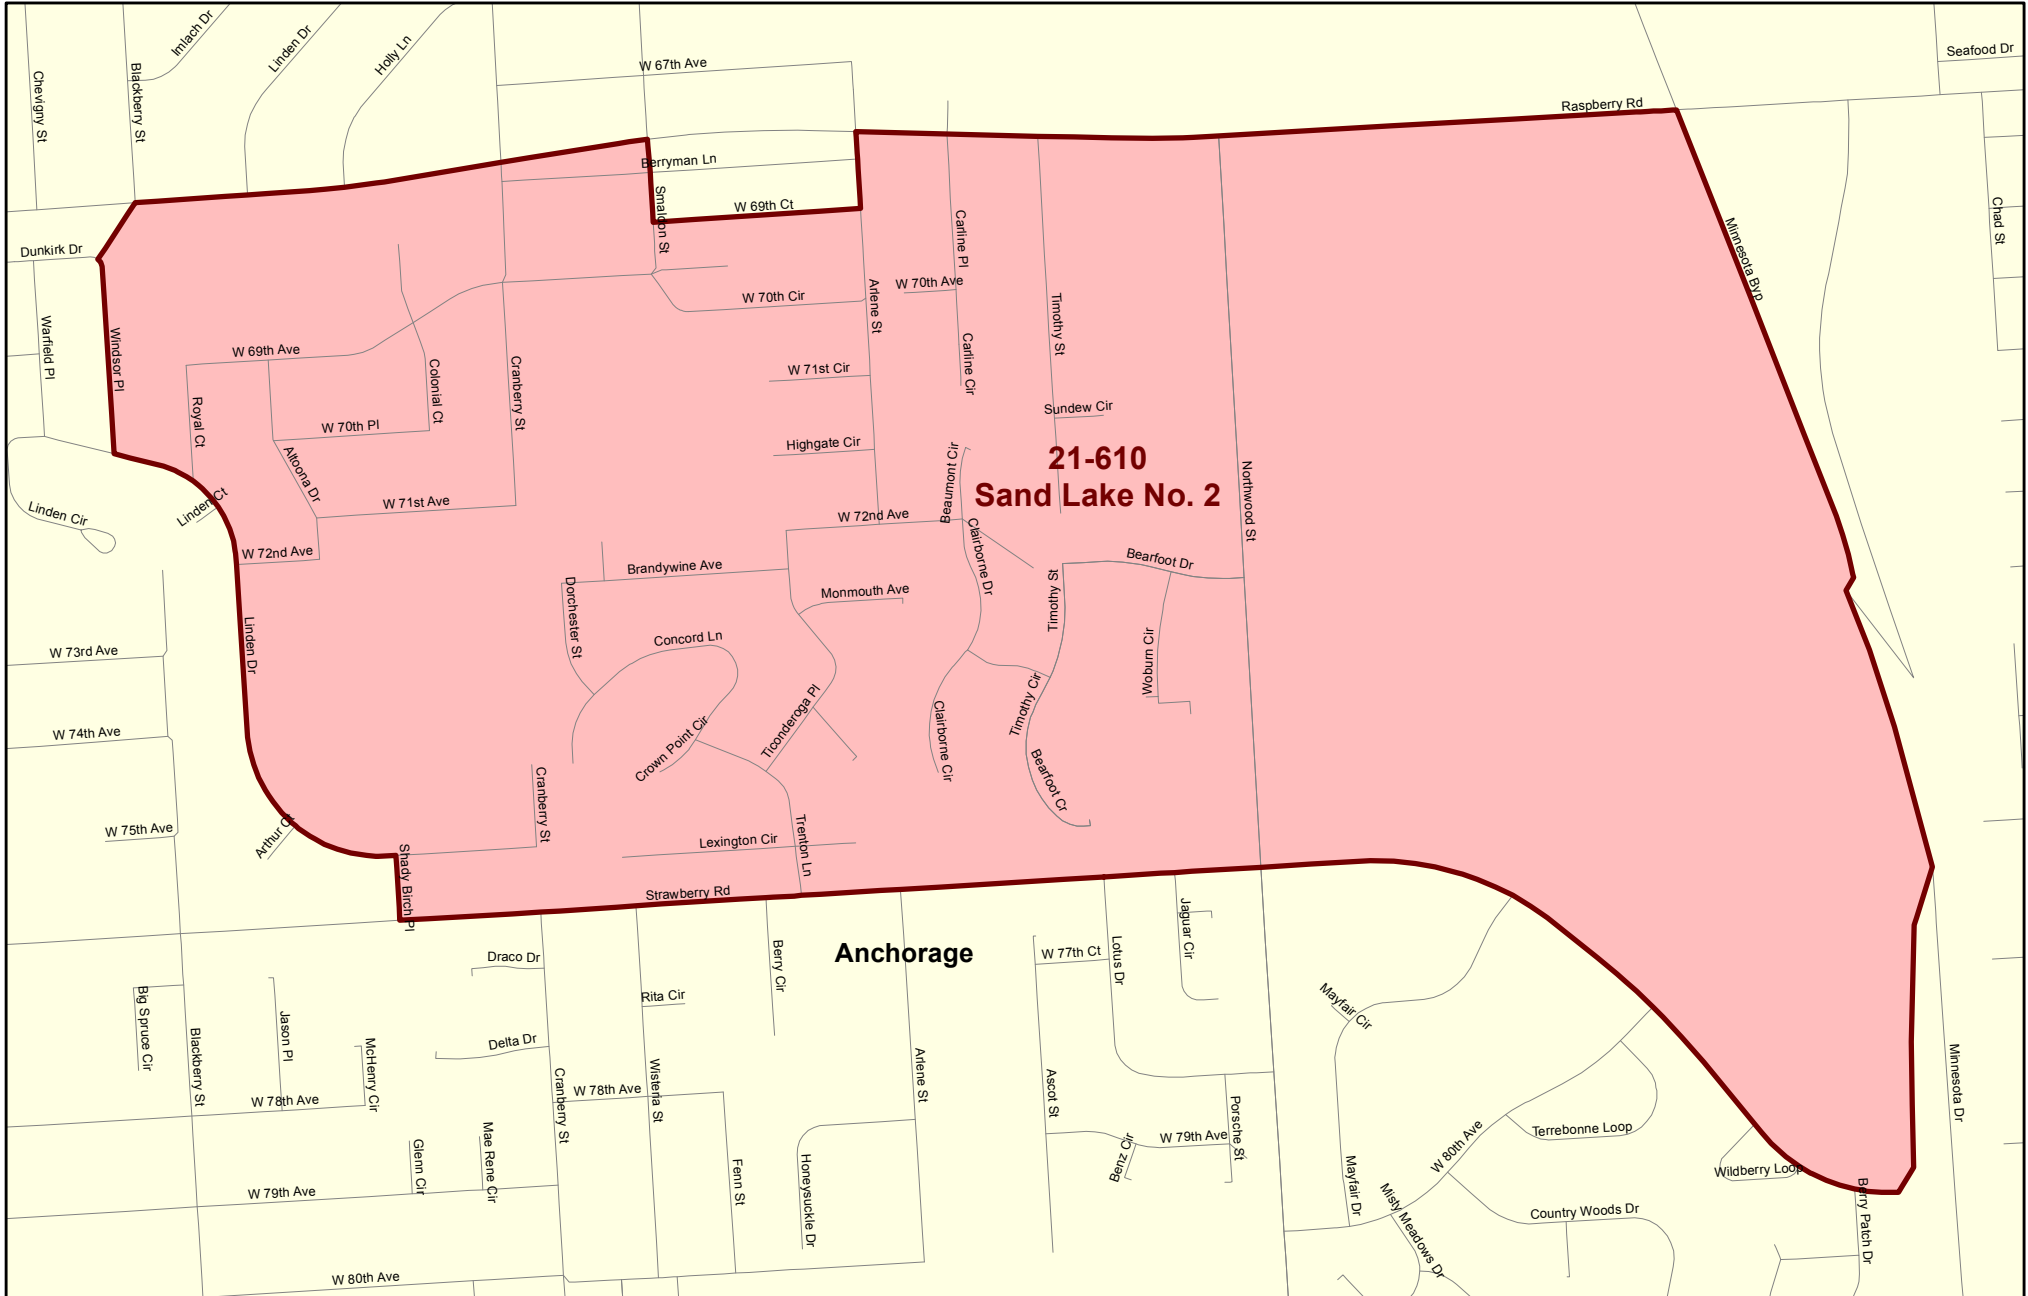 Imlach Dr
Linden Dr
Holly Ln
Seafood Dr
W 67th Ave
Chevigny St
Blackberry St
Raspberry Rd
Berryman Ln
Smaldon St
W 69th Ct
Carline Pl
Chad St
Dunkirk Dr
Minnesota Byp
W 70th Ave
W 70th Cir
Arlene St
Timothy St
Warfield Pl
Windsor Pl
W 69th Ave
Colonial Ct
Cranberry St
Carline Cir
W 71st Cir
Royal Ct
W 70th Pl
Sundew Cir
Highgate Cir
Beaumont Cir
21-610
Sand Lake No. 2
Altoona Dr
Northwood St
Linden Ct
W 71st Ave
Linden Cir
W 72nd Ave
Clairborne Dr
W 72nd Ave
Brandywine Ave
Bearfoot Dr
Dorchester St
Monmouth Ave
Timothy St
Concord Ln
Linden Dr
Woburn Cir
W 73rd Ave
Timothy Cir
Ticonderoga Pl
Clairborne Cir
W 74th Ave
Crown Point Cir
Bearfoot Cr
Cranberry St
W 75th Ave
Arthur Ct
Trenton Ln
Lexington Cir
Shady Birch Pl
Strawberry Rd
Anchorage
Jaguar Cir
Lotus Dr
W 77th Ct
Berry Cir
Draco Dr
Rita Cir
Mayfair Cir
Big Spruce Cir
Jason Pl
Blackberry St
McHenry Cir
Delta Dr
Wisteria St
Arlene St
Ascot St
Minnesota Dr
Cranberry St
W 78th Ave
W 78th Ave
Porsche St
Mae Rene Cir
Glenn Cir
W 79th Ave
Benz Cir
W 80th Ave
Terrebonne Loop
Wildberry Loop
Fenn St
Honeysuckle Dr
Mayfair Dr
Misty Meadows Dr
Country Woods Dr
Berry Patch Dr
W 79th Ave
W 80th Ave